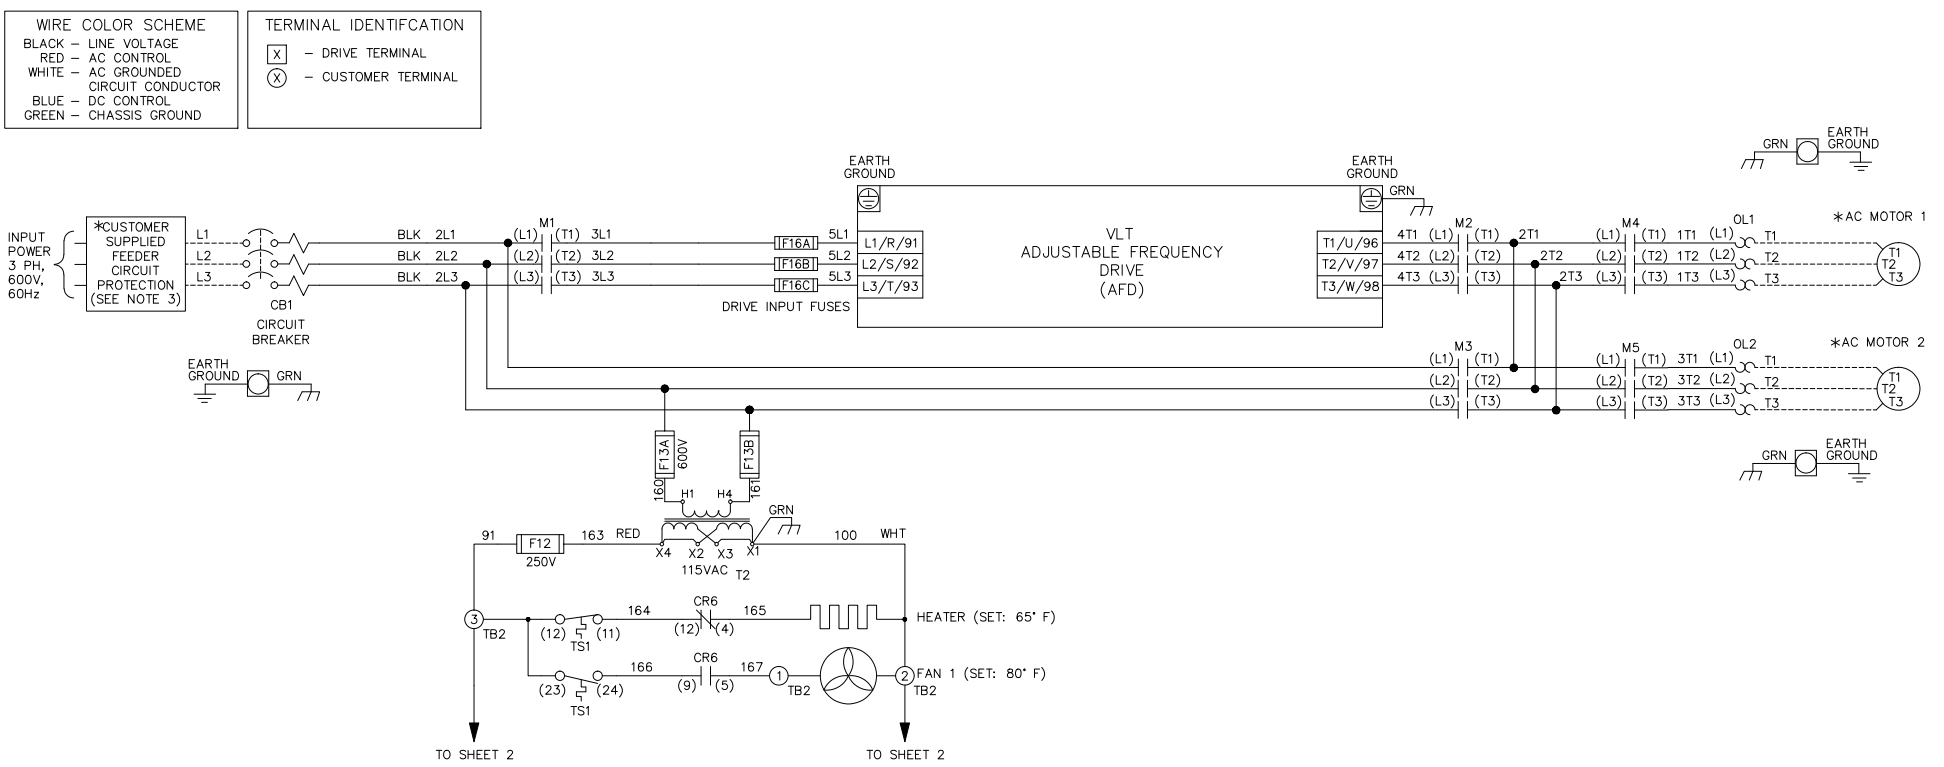 WIRE COLOR SCHEME
BLACK – LINE VOLTAGE
RED – AC CONTROL
WHITE – AC GROUNDED
CIRCUIT CONDUCTOR
BLUE – DC CONTROL
GREEN – CHASSIS GROUND
TERMINAL IDENTIFCATION
X – DRIVE TERMINAL
X – CUSTOMER TERMINAL
INPUT
POWER
3 PH,
600V,
60Hz
*CUSTOMER
SUPPLIED
FEEDER
CIRCUIT
PROTECTION
(SEE NOTE 3)
L1
L2
L3
CB1
CIRCUIT
BREAKER
EARTH
GROUND
GRN
BLK 2L1
BLK 2L2
BLK 2L3
M1
(L1) (T1) 3L1
(L2) (T2) 3L2
(L3) (T3) 3L3
F16A
F16B
F16C
DRIVE INPUT FUSES
5L1
5L2
5L3
EARTH
GROUND
L1/R/91
L2/S/92
L3/T/93
VLT
ADJUSTABLE FREQUENCY
DRIVE
(AFD)
EARTH
GROUND
GRN
T1/U/96
T2/V/97
T3/W/98
M2
4T1 (L1) (T1) 2T1
4T2 (L2) (T2) 2T2
4T3 (L3) (T3) 2T3
M4
(L1) (T1) 1T1 (L1)
(L2) (T2) 1T2 (L2)
(L3) (T3) 1T3 (L3)
OL1
T1
T2
T3
*AC MOTOR 1
T1
T2
T3
GRN
EARTH
GROUND
M3
(L1) (T1)
(L2) (T2)
(L3) (T3)
M5
(L1) (T1) 3T1 (L1)
(L2) (T2) 3T2 (L2)
(L3) (T3) 3T3 (L3)
OL2
T1
T2
T3
*AC MOTOR 2
T1
T2
T3
GRN
EARTH
GROUND
F13A
600V
F13B
160
161
H1 H4
GRN
91
F12
250V
163 RED
X4 X2 X3 X1
115VAC T2
100 WHT
3
TB2
(12) (11)
TS1
164
CR6
(12) (4)
165
HEATER (SET: 65° F)
(23) (24)
TS1
166
CR6
(9) (5)
167
1
TB2
2
TB2
FAN 1 (SET: 80° F)
TO SHEET 2
TO SHEET 2